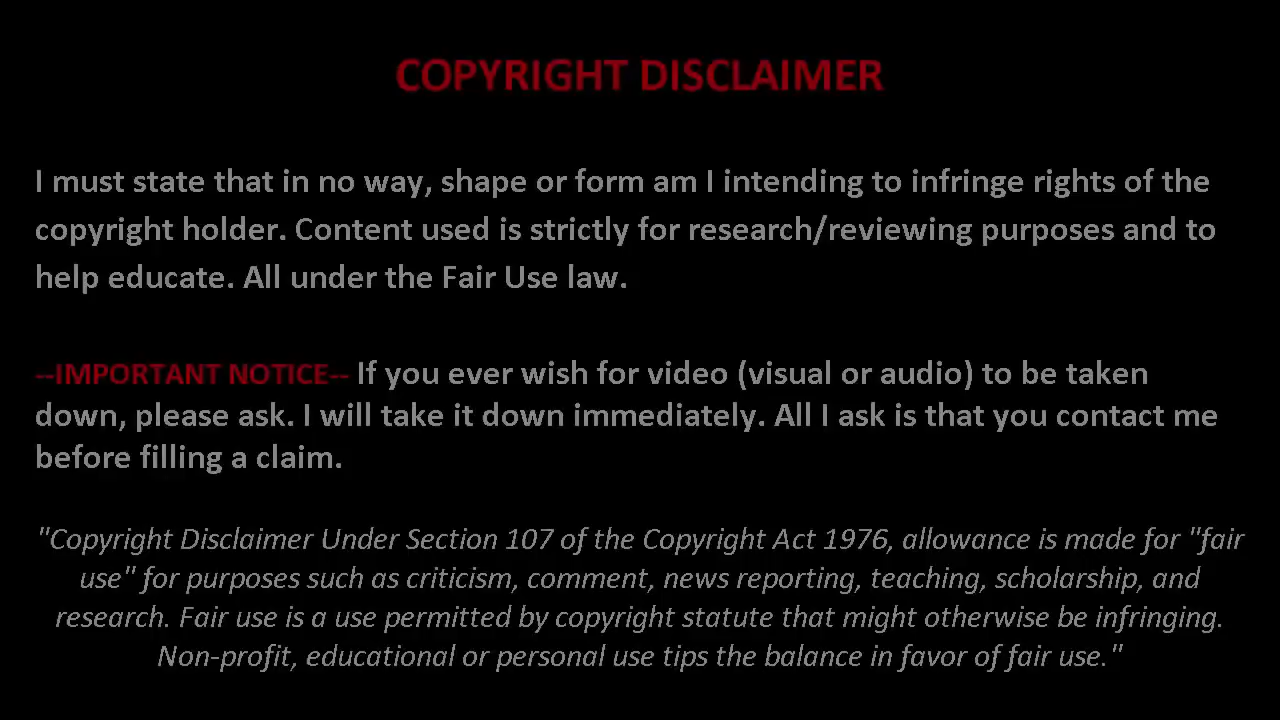 COPYRIGHT DISCLAIMER
I must state that in no way, shape or form am I intending to infringe rights of the
copyright holder. Content used is strictly for research/reviewing purposes and to
help educate. All under the Fair Use law.
--IMPORTANT NOTICE-- If you ever wish for video (visual or audio) to be taken
down, please ask. I will take it down immediately. All I ask is that you contact me
before filling a claim.
"Copyright Disclaimer Under Section 107 of the Copyright Act 1976, allowance is made for "fair
use" for purposes such as criticism, comment, news reporting, teaching, scholarship, and
research. Fair use is a use permitted by copyright statute that might otherwise be infringing.
Non-profit, educational or personal use tips the balance in favor of fair use."